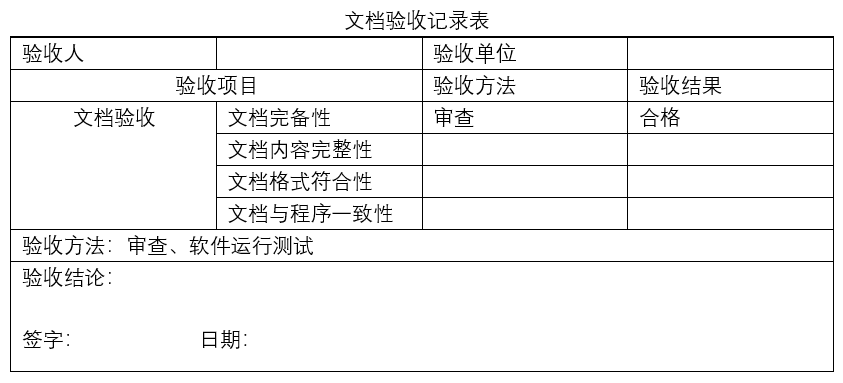 文档验收记录表
验收人 验收单位
验收项目 验收方法 验收结果
文档验收 文档完备性 审查 合格
文档内容完整性
文档格式符合性
文档与程序一致性
验收方法：审查、软件运行测试
验收结论：
签字： 日期：